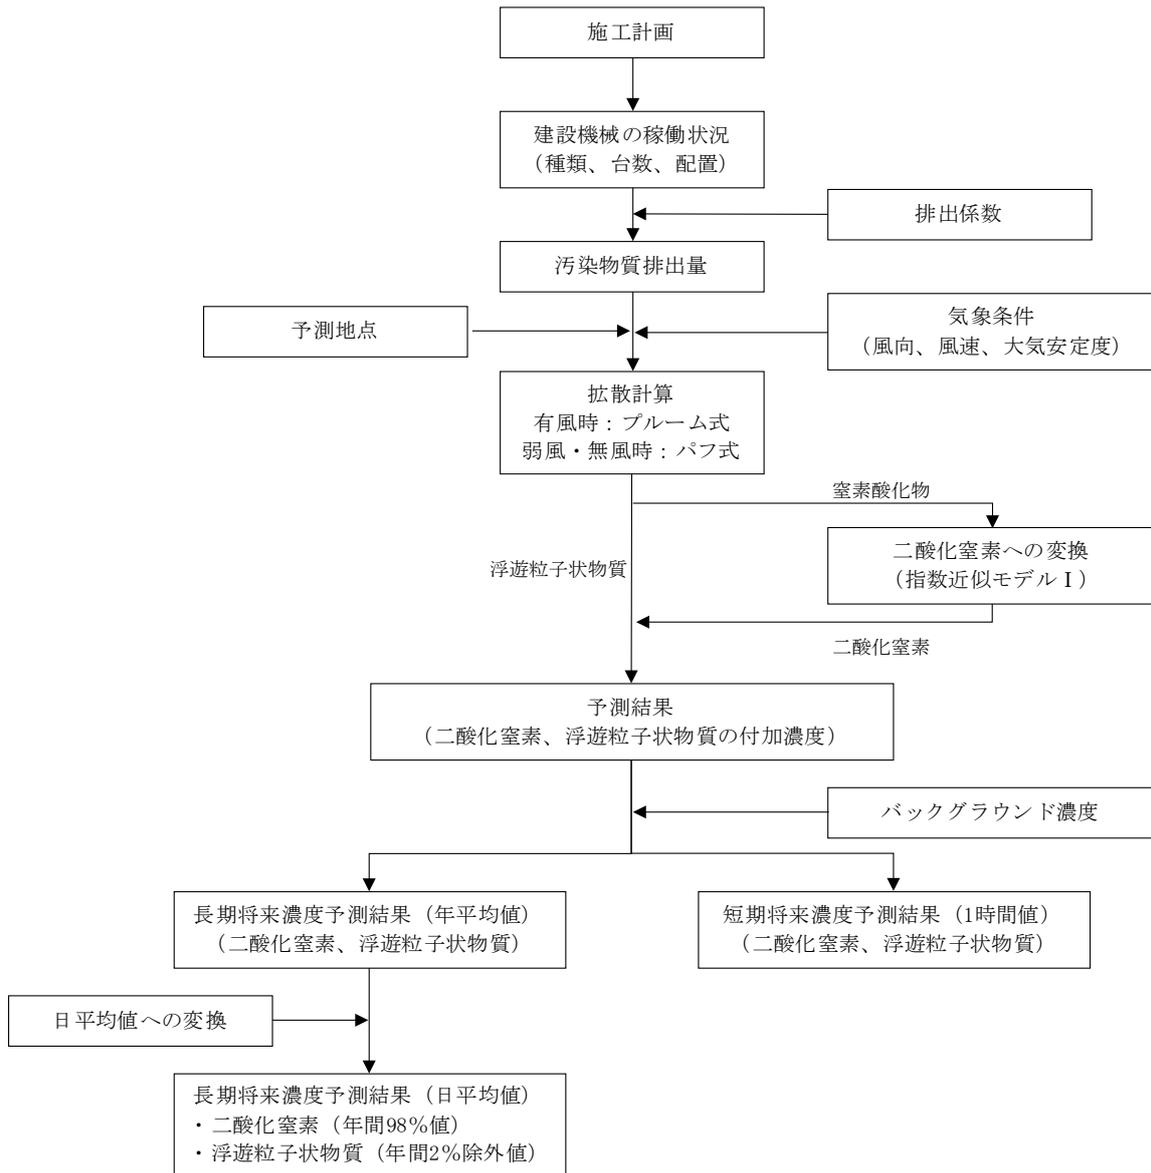 施工計画
建設機械の稼働状況
（種類、台数、配置）
排出係数
汚染物質排出量
予測地点
気象条件
（風向、風速、大気安定度）
拡散計算
有風時：プルーム式
弱風・無風時：パフ式
窒素酸化物
二酸化窒素への変換
（指数近似モデルⅠ）
浮遊粒子状物質
二酸化窒素
予測結果
（二酸化窒素、浮遊粒子状物質の付加濃度）
バックグラウンド濃度
長期将来濃度予測結果（年平均値）
（二酸化窒素、浮遊粒子状物質）
短期将来濃度予測結果（1時間値）
（二酸化窒素、浮遊粒子状物質）
日平均値への変換
長期将来濃度予測結果（日平均値）
・二酸化窒素（年間98％値）
・浮遊粒子状物質（年間2％除外値）